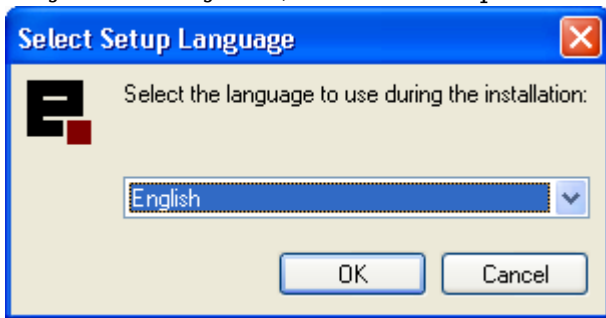 Select Setup Language
Select the language to use during the installation:
English
OK
Cancel